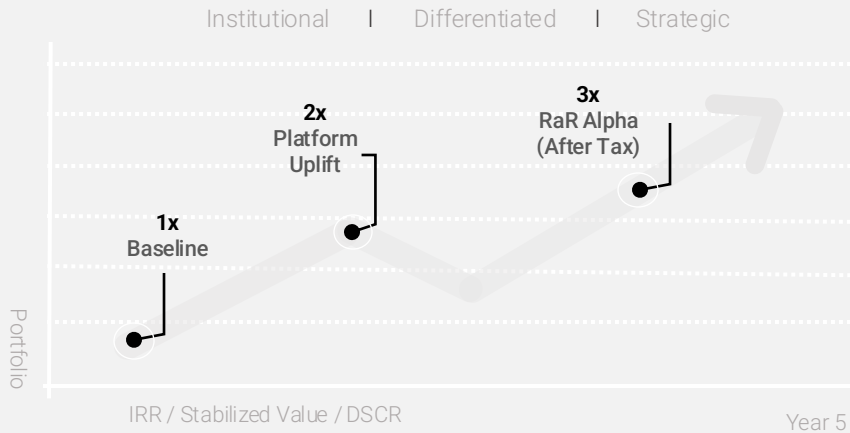 Institutional | Differentiated | Strategic
3x
RaR Alpha
(After Tax)
2x
Platform
Uplift
1x
Baseline
Portfolio
IRR / Stabilized Value / DSCR
Year 5